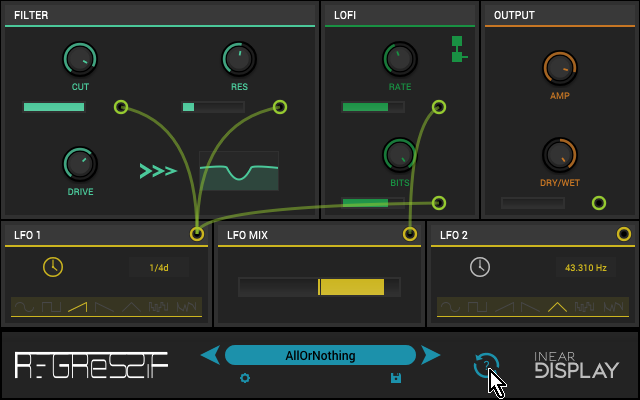 FILTER
LOFI
OUTPUT
CUT
RES
RATE
AMP
DRIVE
BITS
DRY/WET
LFO 1
LFO MIX
LFO 2
1/4d
43.310 Hz
REGRESSIF
AllOrNothing
?
INEAR
DISPLAY